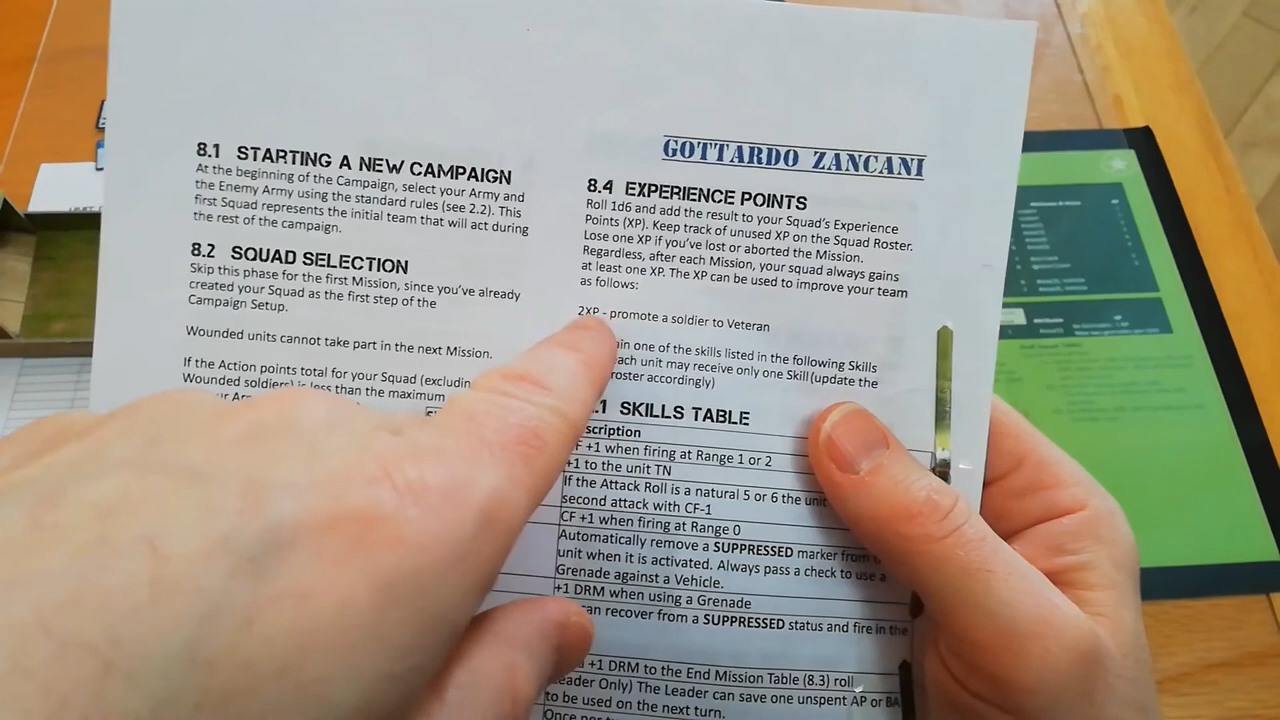 8.1 STARTING A NEW CAMPAIGN
At the beginning of the Campaign, select your Army and
the Enemy Army using the standard rules (see 2.2). This
first Squad represents the initial team that will act during
the rest of the campaign.
8.2 SQUAD SELECTION
Skip this phase for the first Mission, since you've already
created your Squad as the first step of the
Campaign Setup.
Wounded units cannot take part in the next Mission.
If the Action points total for your Squad (excludin
Wounded soldiers) is less than the maximum
GOTTARDO ZANCANI
8.4 EXPERIENCE POINTS
Roll 1d6 and add the result to your Squad's Experience
Points (XP). Keep track of unused XP on the Squad Roster.
Lose one XP if you've lost or aborted the Mission.
Regardless, after each Mission, your squad always gains
at least one XP. The XP can be used to improve your team
as follows:
2XP - promote a soldier to Veteran
in one of the skills listed in the following Skills
each unit may receive only one Skill (update the
roster accordingly)
.1 SKILLS TABLE
scription
F +1 when firing at Range 1 or 2
+1 to the unit TN
If the Attack Roll is a natural 5 or 6 the unit
second attack with CF-1
CF +1 when firing at Range 0
Automatically remove a SUPPRESSED marker from
unit when it is activated. Always pass a check to use a
Grenade against a Vehicle.
+1 DRM when using a Grenade
can recover from a SUPPRESSED status and fire in the
+1 DRM to the End Mission Table (8.3) roll
eader Only) The Leader can save one unspent AP or BA
to be used on the next turn.
Once per